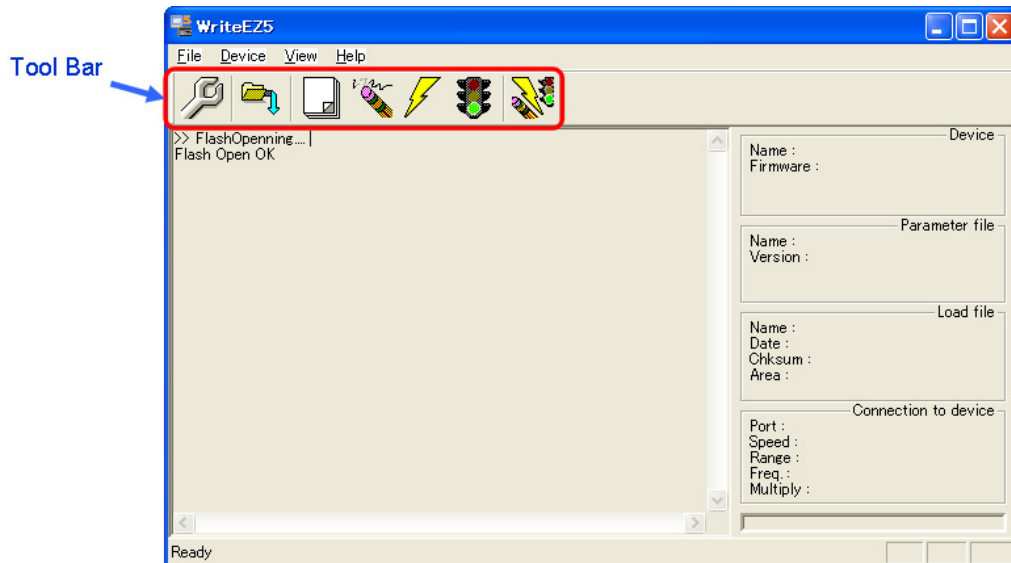 WriteEZ5
File Device View Help
Tool Bar
>> FlashOpenning....
Flash Open OK
Device
Name :
Firmware :
Parameter file
Name :
Version :
Load file
Name :
Date :
Chksum :
Area :
Connection to device
Port :
Speed :
Range :
Freq. :
Multiply :
Ready